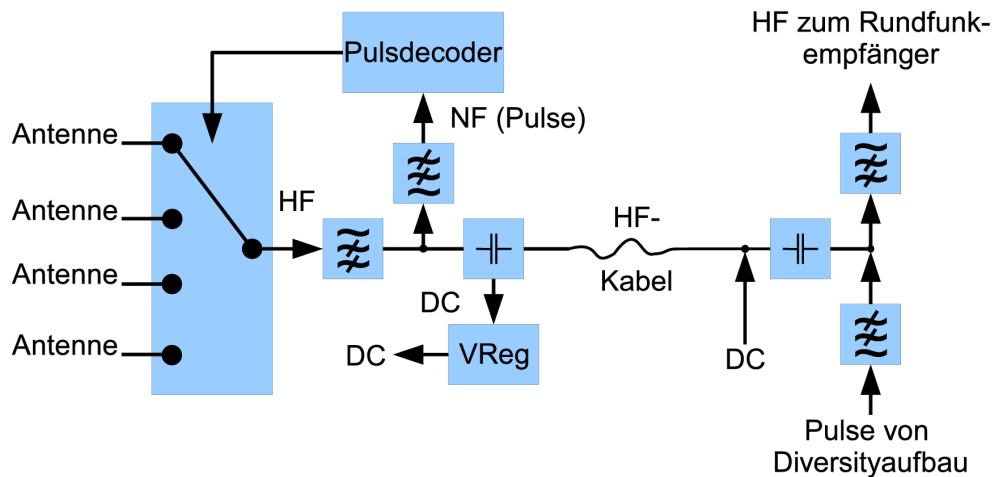 HF zum Rundfunk-
empfänger
Pulsdecoder
NF (Pulse)
Antenne
Antenne
Antenne
Antenne
HF
HF-
Kabel
DC
DC
VReg
DC
Pulse von
Diversityaufbau